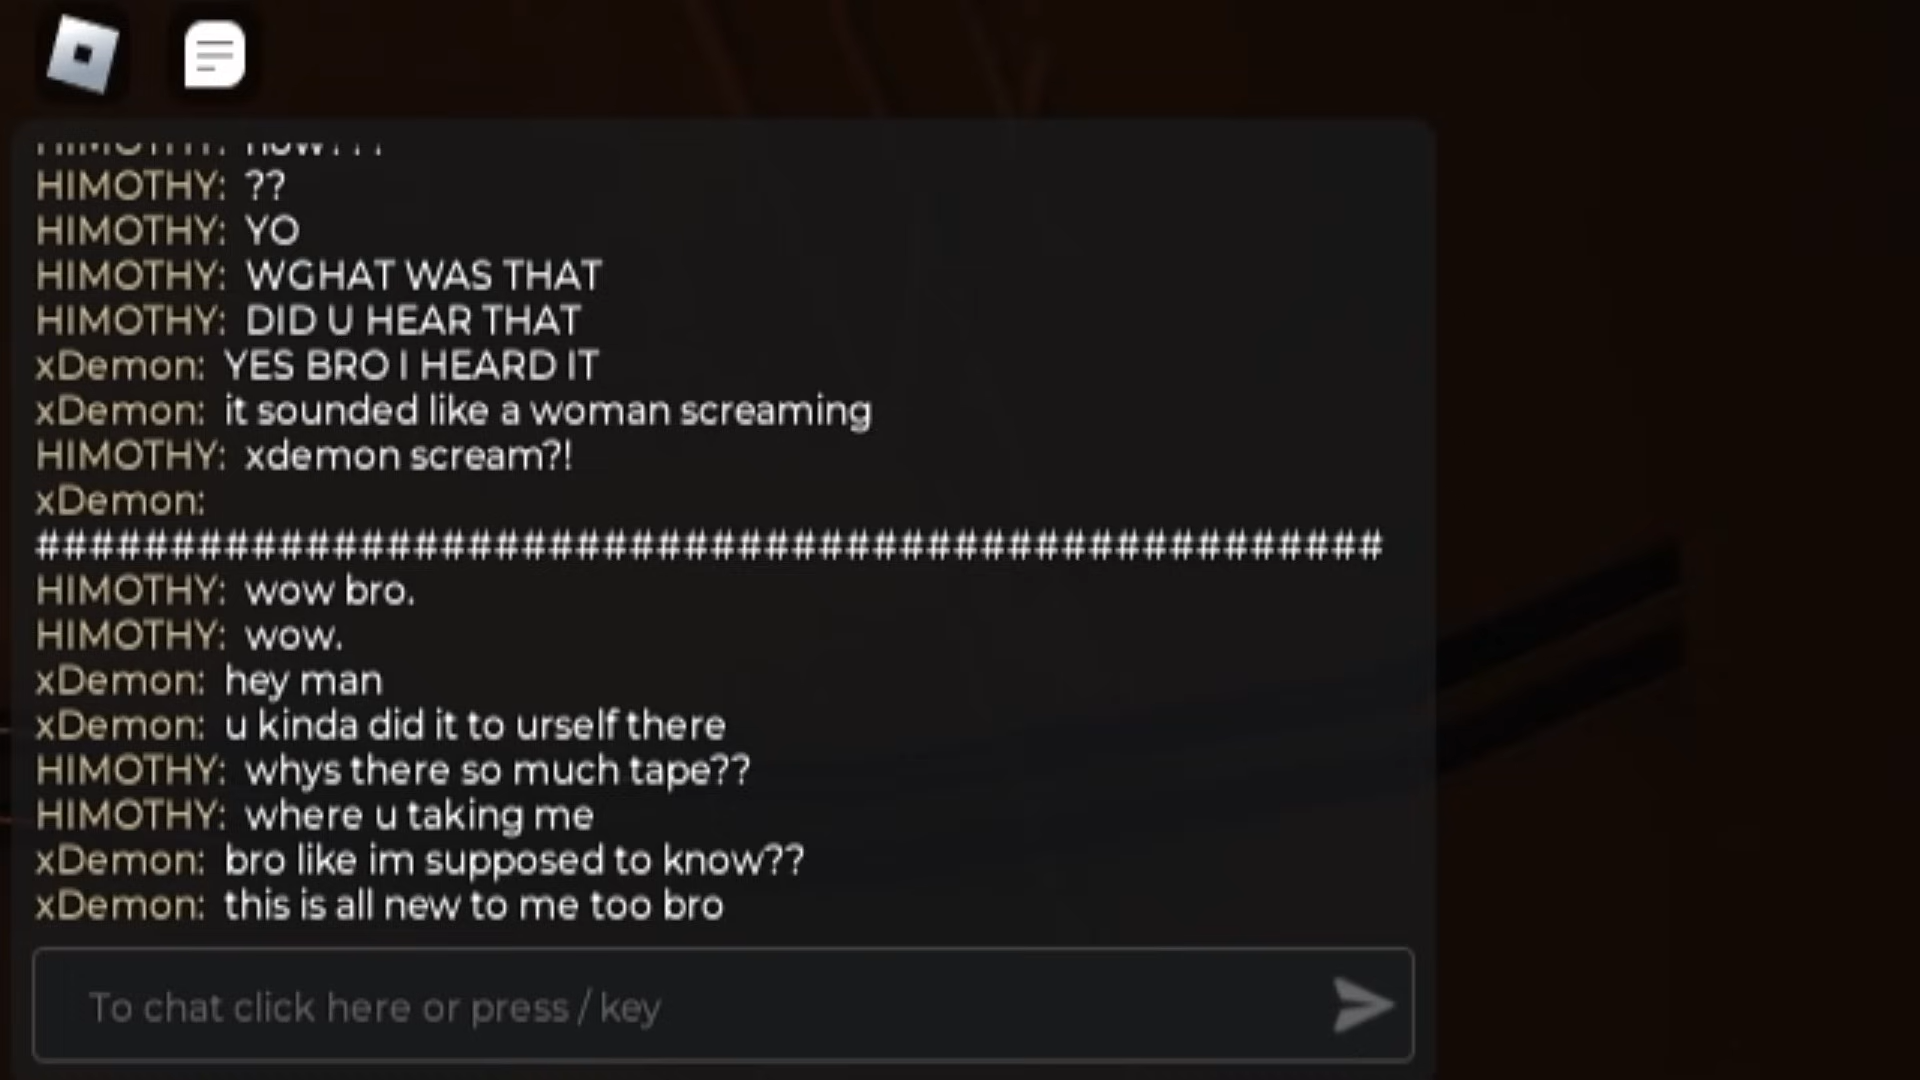 HIMOTHY: ??
HIMOTHY: YO
HIMOTHY: WGHAT WAS THAT
HIMOTHY: DID U HEAR THAT
xDemon: YES BRO I HEARD IT
xDemon: it sounded like a woman screaming
HIMOTHY: xdemon scream?!
xDemon:
##################################################
HIMOTHY: wow bro.
HIMOTHY: wow.
xDemon: hey man
xDemon: u kinda did it to urself there
HIMOTHY: whys there so much tape??
HIMOTHY: where u taking me
xDemon: bro like im supposed to know??
xDemon: this is all new to me too bro
To chat click here or press / key